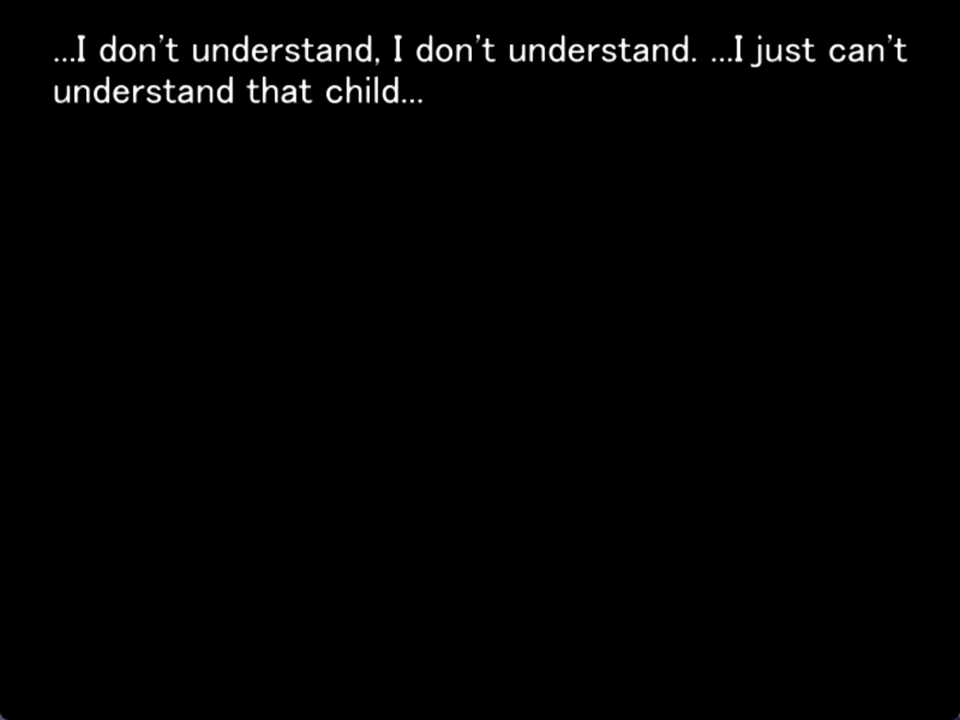 ...I don't understand, I don't understand. ...I just can't
understand that child...